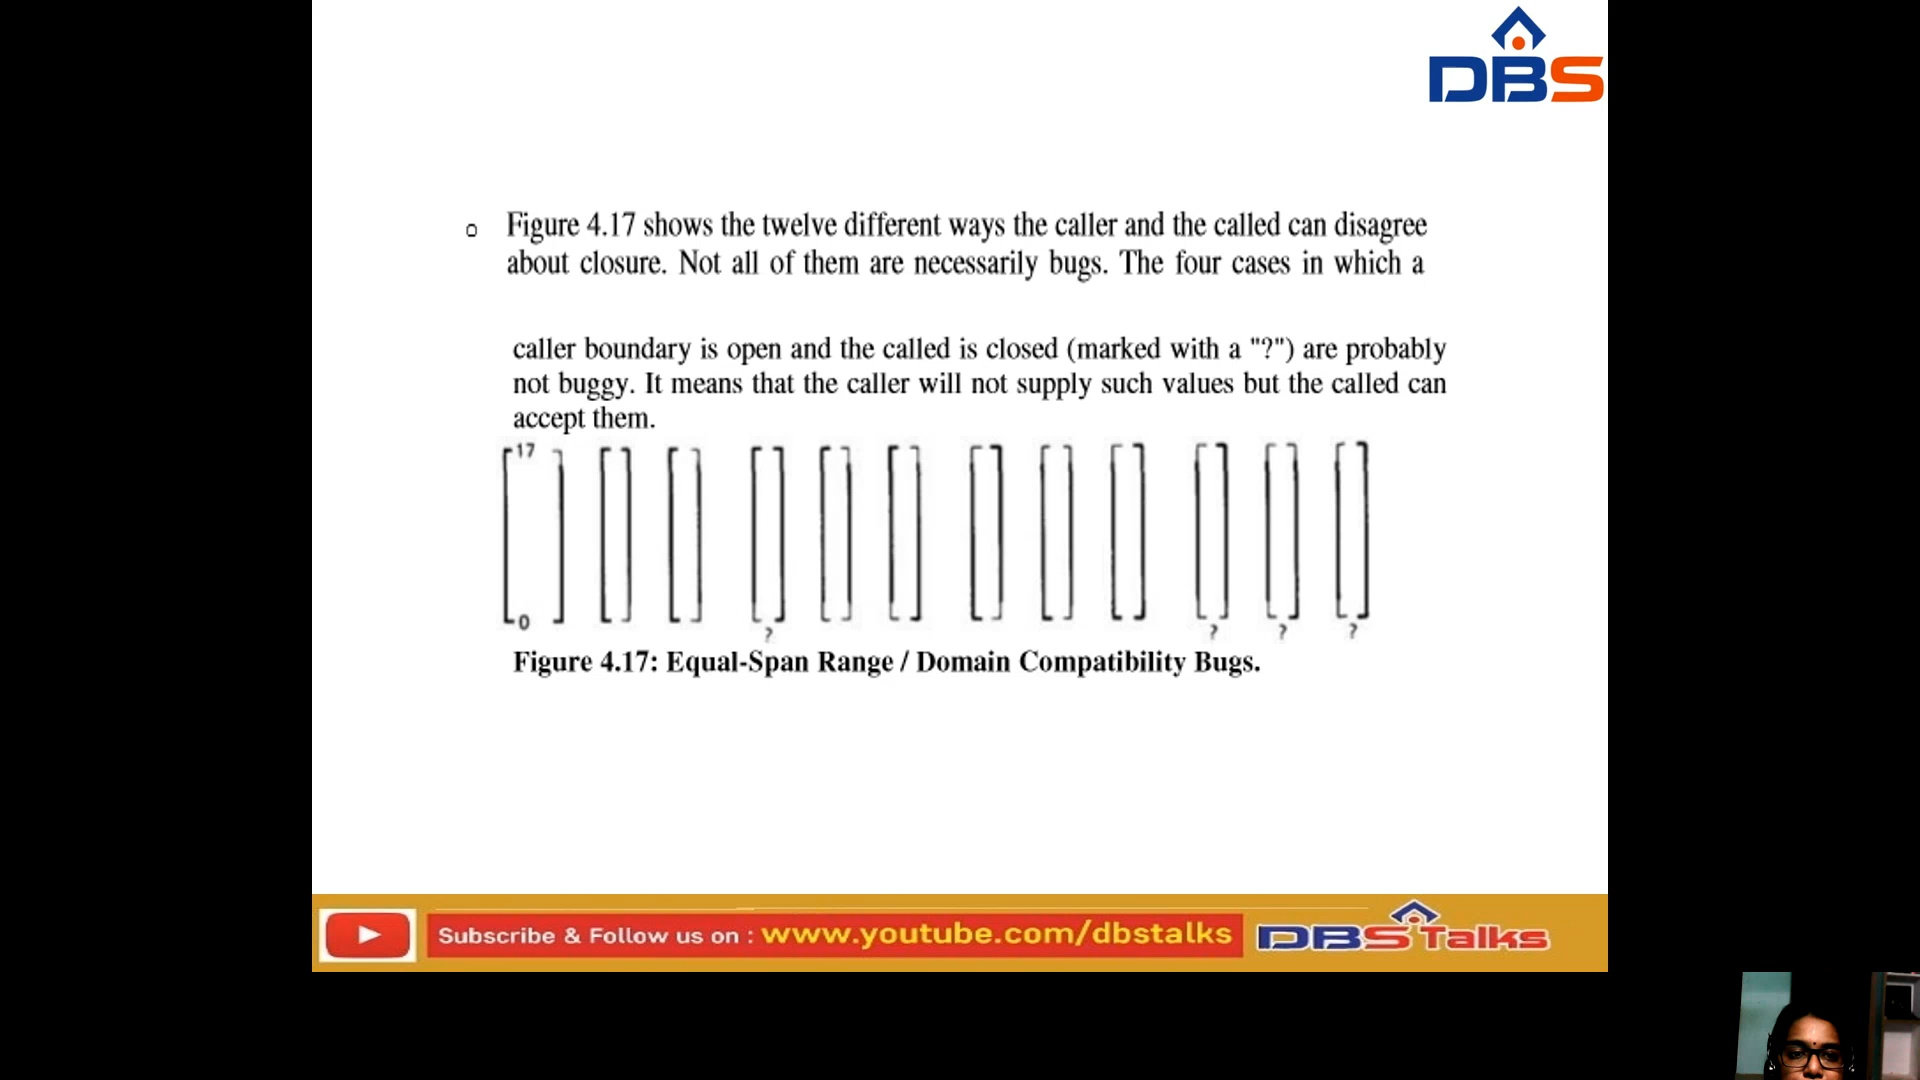 DBS
o Figure 4.17 shows the twelve different ways the caller and the called can disagree
about closure. Not all of them are necessarily bugs. The four cases in which a
caller boundary is open and the called is closed (marked with a "?") are probably
not buggy. It means that the caller will not supply such values but the called can
accept them.
17
0
? ? ? ?
Figure 4.17: Equal-Span Range / Domain Compatibility Bugs.
Subscribe & Follow us on : www.youtube.com/dbstalks DBS Talks